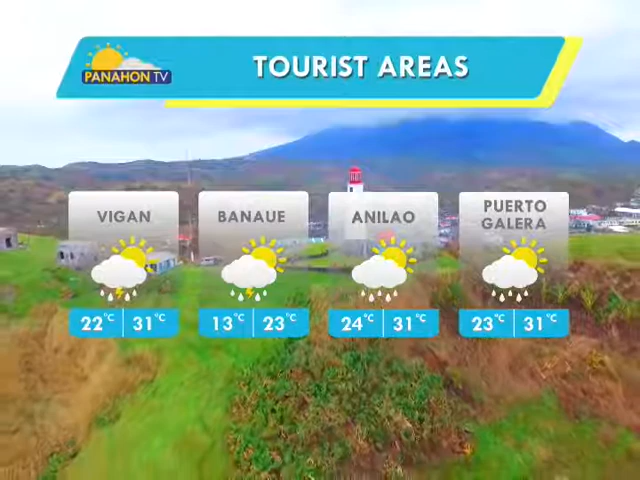 PANAHON TV
TOURIST AREAS
VIGAN
22°C 31°C
BANAUE
13°C 23°C
ANILAO
24°C 31°C
PUERTO
GALERA
23°C 31°C